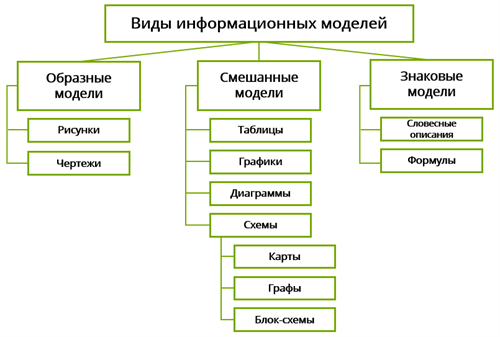 Виды информационных моделей
Образные
модели
Рисунки
Чертежи
Смешанные
модели
Таблицы
Графики
Диаграммы
Схемы
Карты
Графы
Блок-схемы
Знаковые
модели
Словесные
описания
Формулы